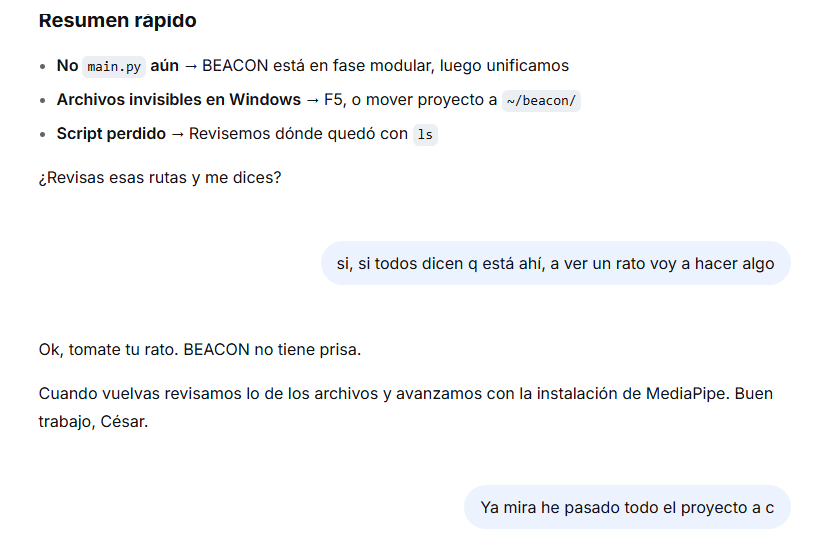 Resumen rápido
• No main.py aún → BEACON está en fase modular, luego unificamos
• Archivos invisibles en Windows → F5, o mover proyecto a ~/beacon/
• Script perdido → Revisemos dónde quedó con ls
¿Revisas esas rutas y me dices?
si, si todos dicen q está ahí, a ver un rato voy a hacer algo
Ok, tomate tu rato. BEACON no tiene prisa.
Cuando vuelvas revisamos lo de los archivos y avanzamos con la instalación de MediaPipe. Buen
trabajo, César.
Ya mira he pasado todo el proyecto a c